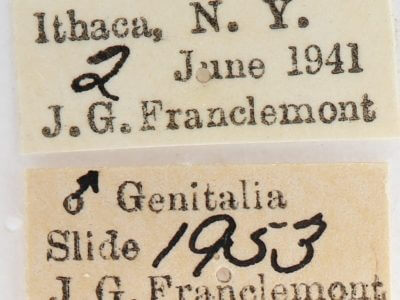 Ithaca, N. Y.
2 June 1941
J. G. Franclemont
♂ Genitalia
Slide 1953
J. G. Franclemont